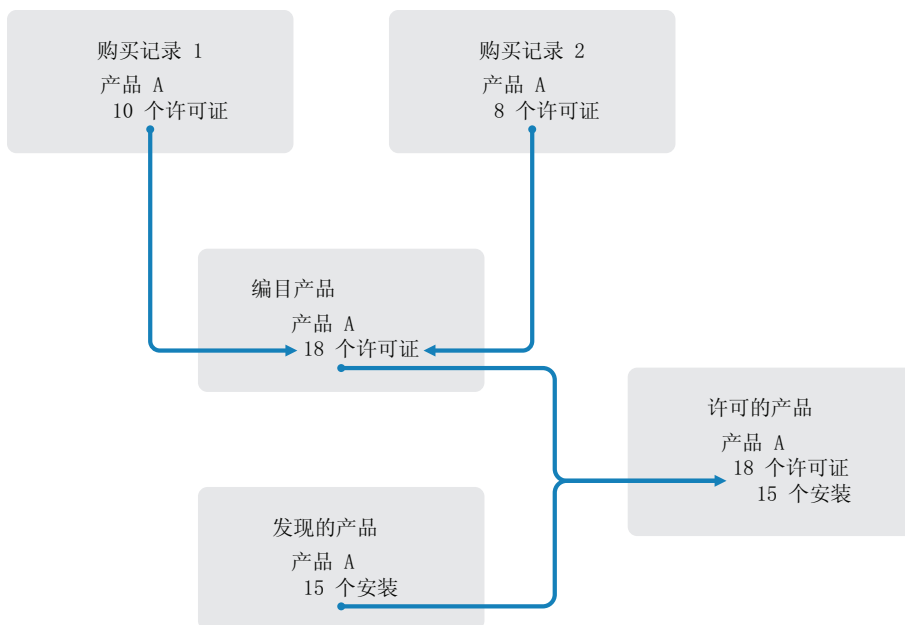 购买记录 1
产品 A
10 个许可证
购买记录 2
产品 A
8 个许可证
编目产品
产品 A
18 个许可证
许可的产品
产品 A
18 个许可证
15 个安装
发现的产品
产品 A
15 个安装